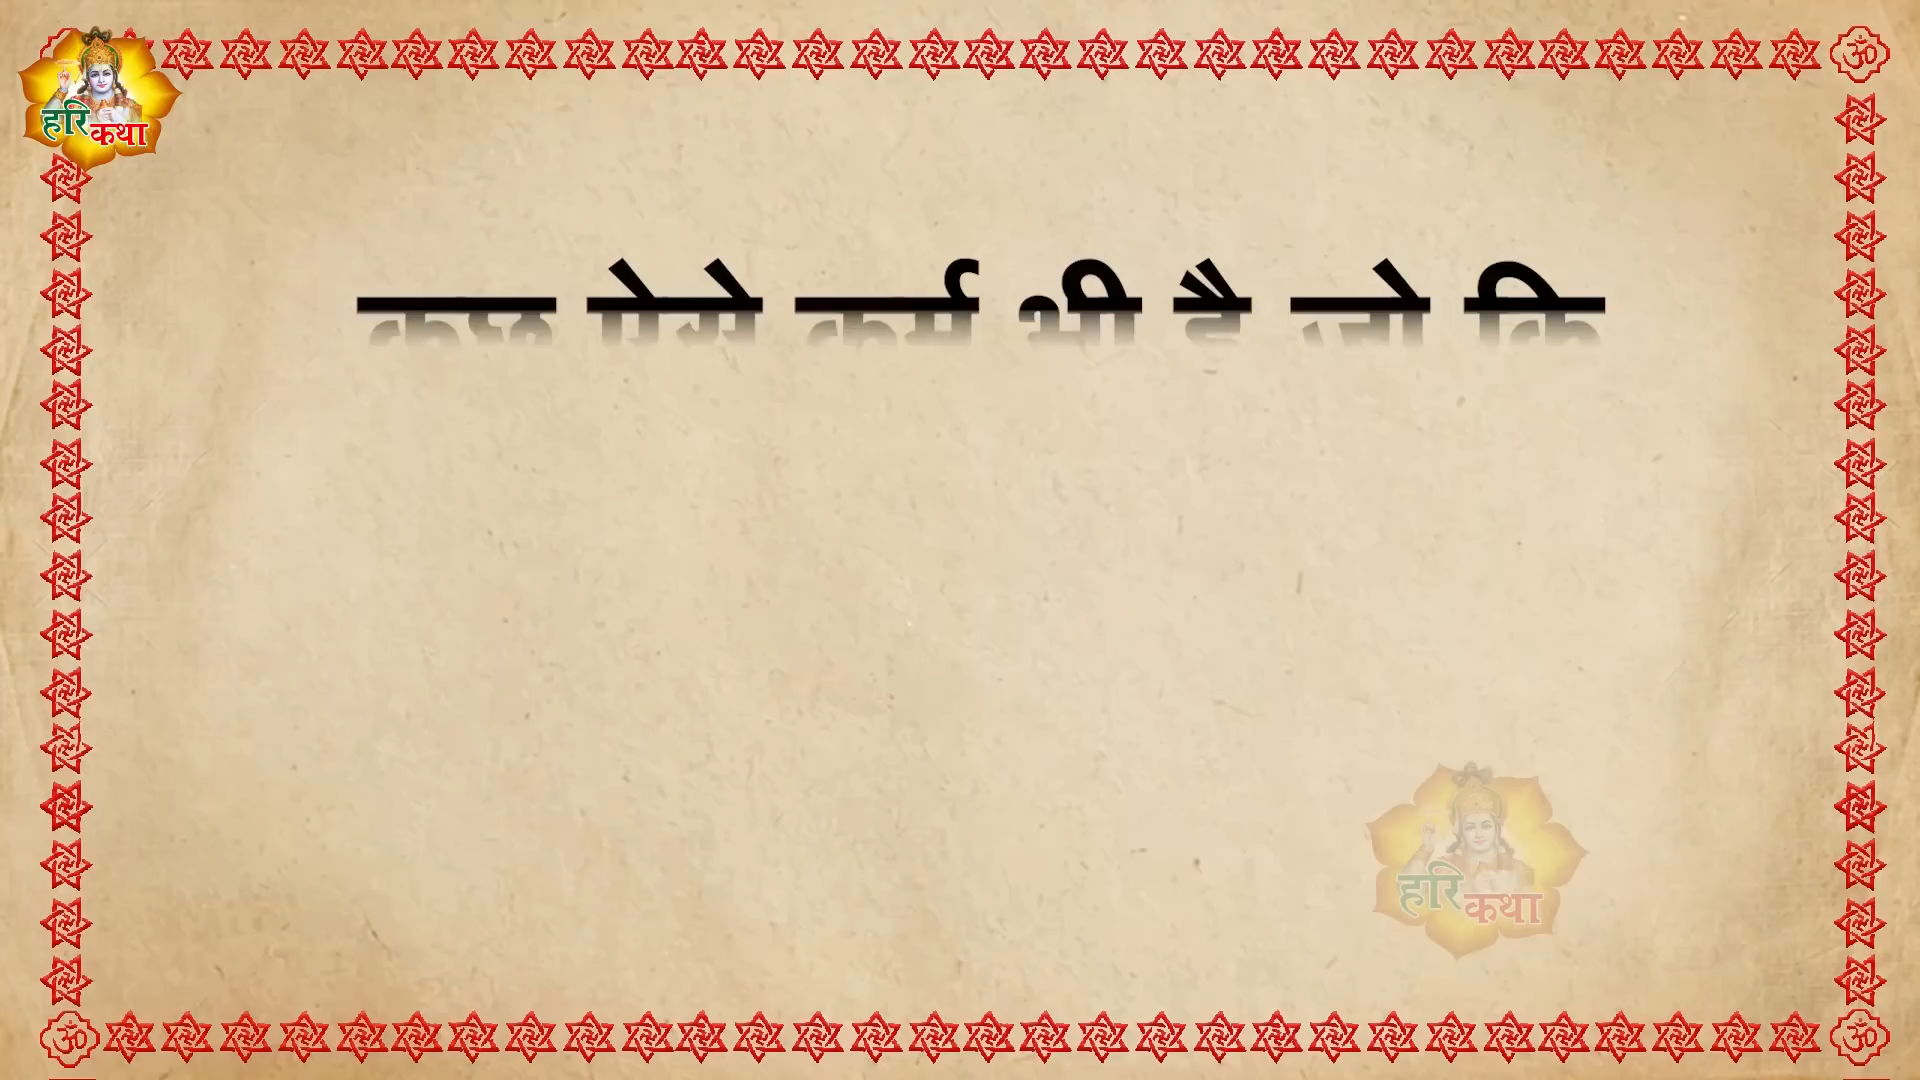 हरि कथा
कुछ ऐसे कर्म भी है जो कि
हरि कथा